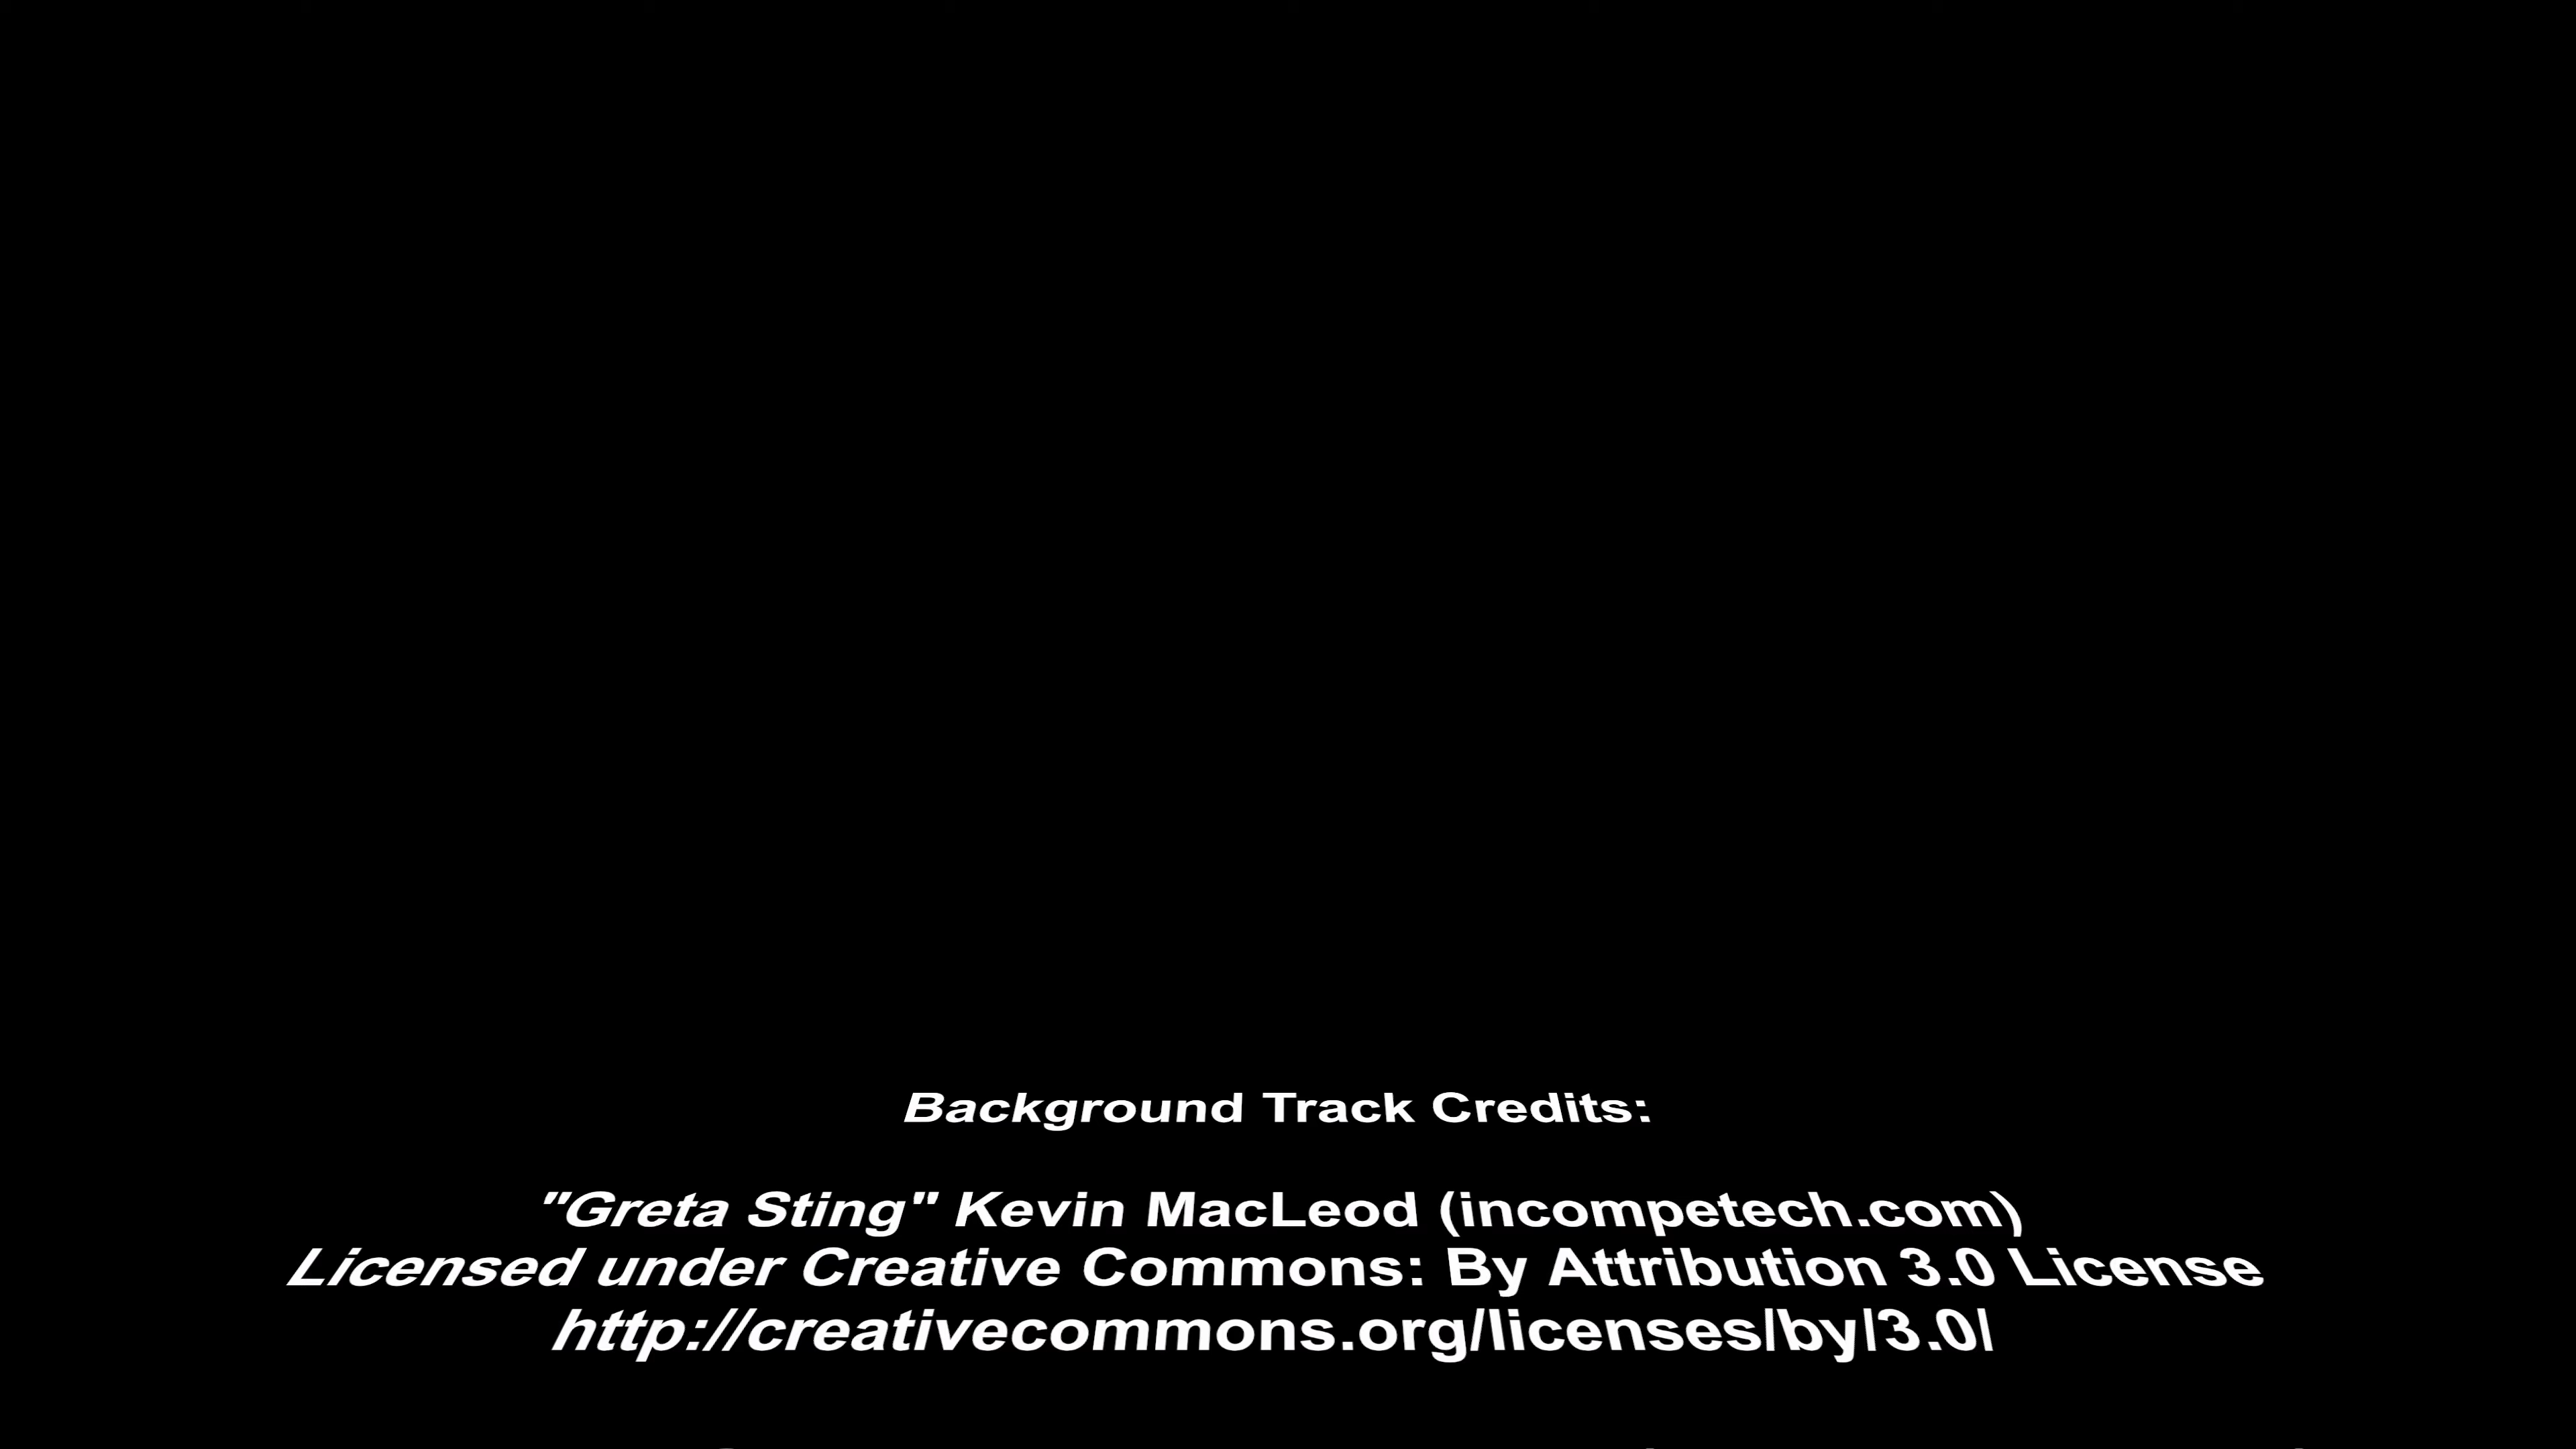 Background Track Credits:
"Greta Sting" Kevin MacLeod (incompetech.com)
Licensed under Creative Commons: By Attribution 3.0 License
http://creativecommons.org/licenses/by/3.0/